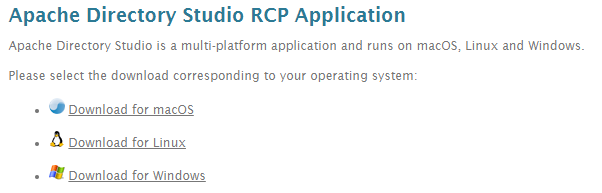 Apache Directory Studio RCP Application
Apache Directory Studio is a multi-platform application and runs on macOS, Linux and Windows.
Please select the download corresponding to your operating system:
Download for macOS
Download for Linux
Download for Windows